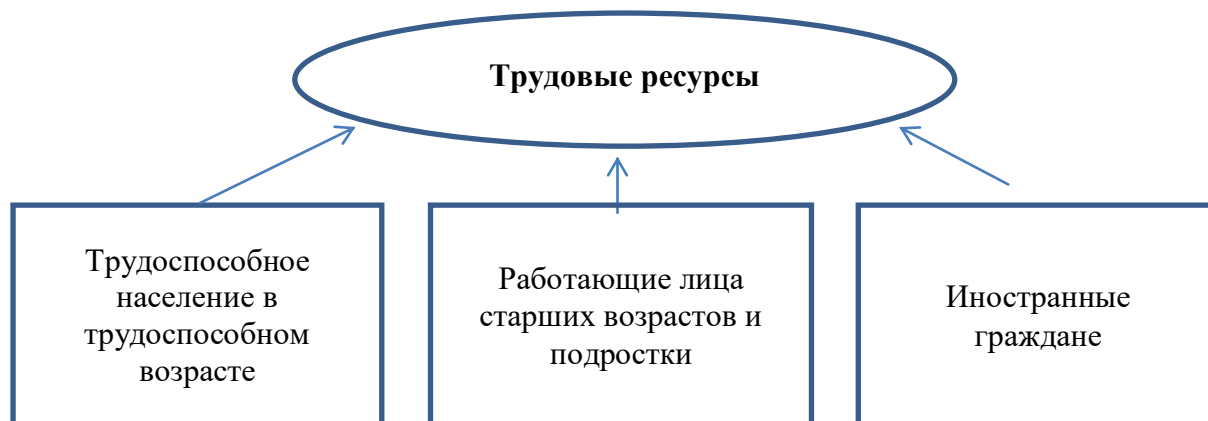 Трудовые ресурсы
Трудоспособное
население в
трудоспособном
возрасте
Работающие лица
старших возрастов и
подростки
Иностранные
граждане